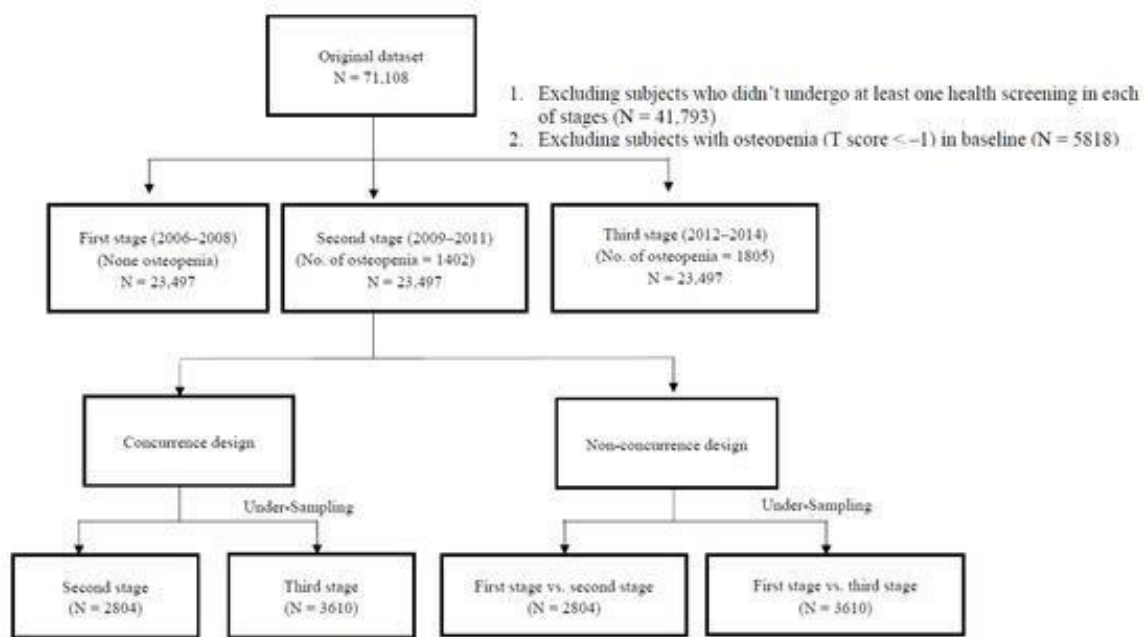 Original dataset
N = 71,108
1. Excluding subjects who didn't undergo at least one health screening in each
of stages (N = 41,793)
2. Excluding subjects with osteopenia (T score < –1) in baseline (N = 5818)
First stage (2006–2008)
(None osteopenia)
N = 23,497
Second stage (2009–2011)
(No. of osteopenia = 1402)
N = 23,497
Third stage (2012–2014)
(No. of osteopenia = 1805)
N = 23,497
Concurrence design
Non-concurrence design
Under-Sampling
Under-Sampling
Second stage
(N = 2804)
Third stage
(N = 3610)
First stage vs. second stage
(N = 2804)
First stage vs. third stage
(N = 3610)